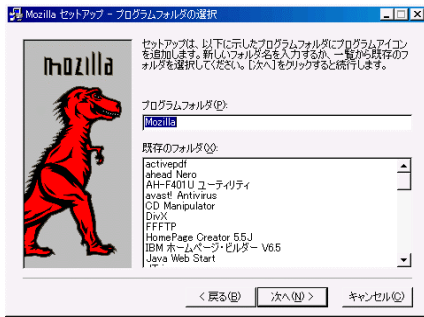 Mozilla セットアップ - プログラムフォルダの選択
mozilla
セットアップは、以下に示したプログラムフォルダにプログラムアイコン
を追加します。新しいフォルダ名を入力するか、一覧から既存のフ
ォルダを選択してください。［次へ］をクリックすると続行します。
プログラムフォルダ(P):
Mozilla
既存のフォルダ(X):
activepdf
ahead Nero
AH-F401U ユーティリティ
avast! Antivirus
CD Manipulator
DivX
FFFTP
HomePage Creator 5.5J
IBM ホームページ・ビルダー V6.5
Java Web Start
< 戻る(B)
次へ(N) >
キャンセル(C)